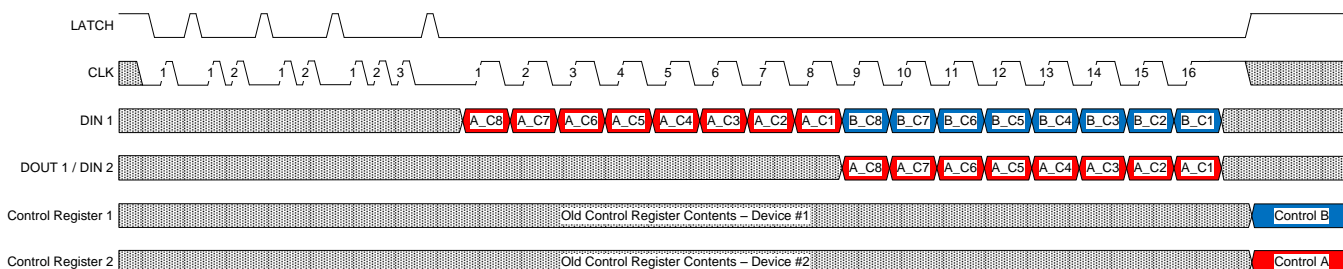 LATCH
CLK 1 1 2 1 2 1 2 3 1 2 3 4 5 6 7 8 9 10 11 12 13 14 15 16
DIN 1 A_C8 A_C7 A_C6 A_C5 A_C4 A_C3 A_C2 A_C1 B_C8 B_C7 B_C6 B_C5 B_C4 B_C3 B_C2 B_C1
DOUT 1 / DIN 2 A_C8 A_C7 A_C6 A_C5 A_C4 A_C3 A_C2 A_C1
Control Register 1 Old Control Register Contents – Device #1 Control B
Control Register 2 Old Control Register Contents – Device #2 Control A